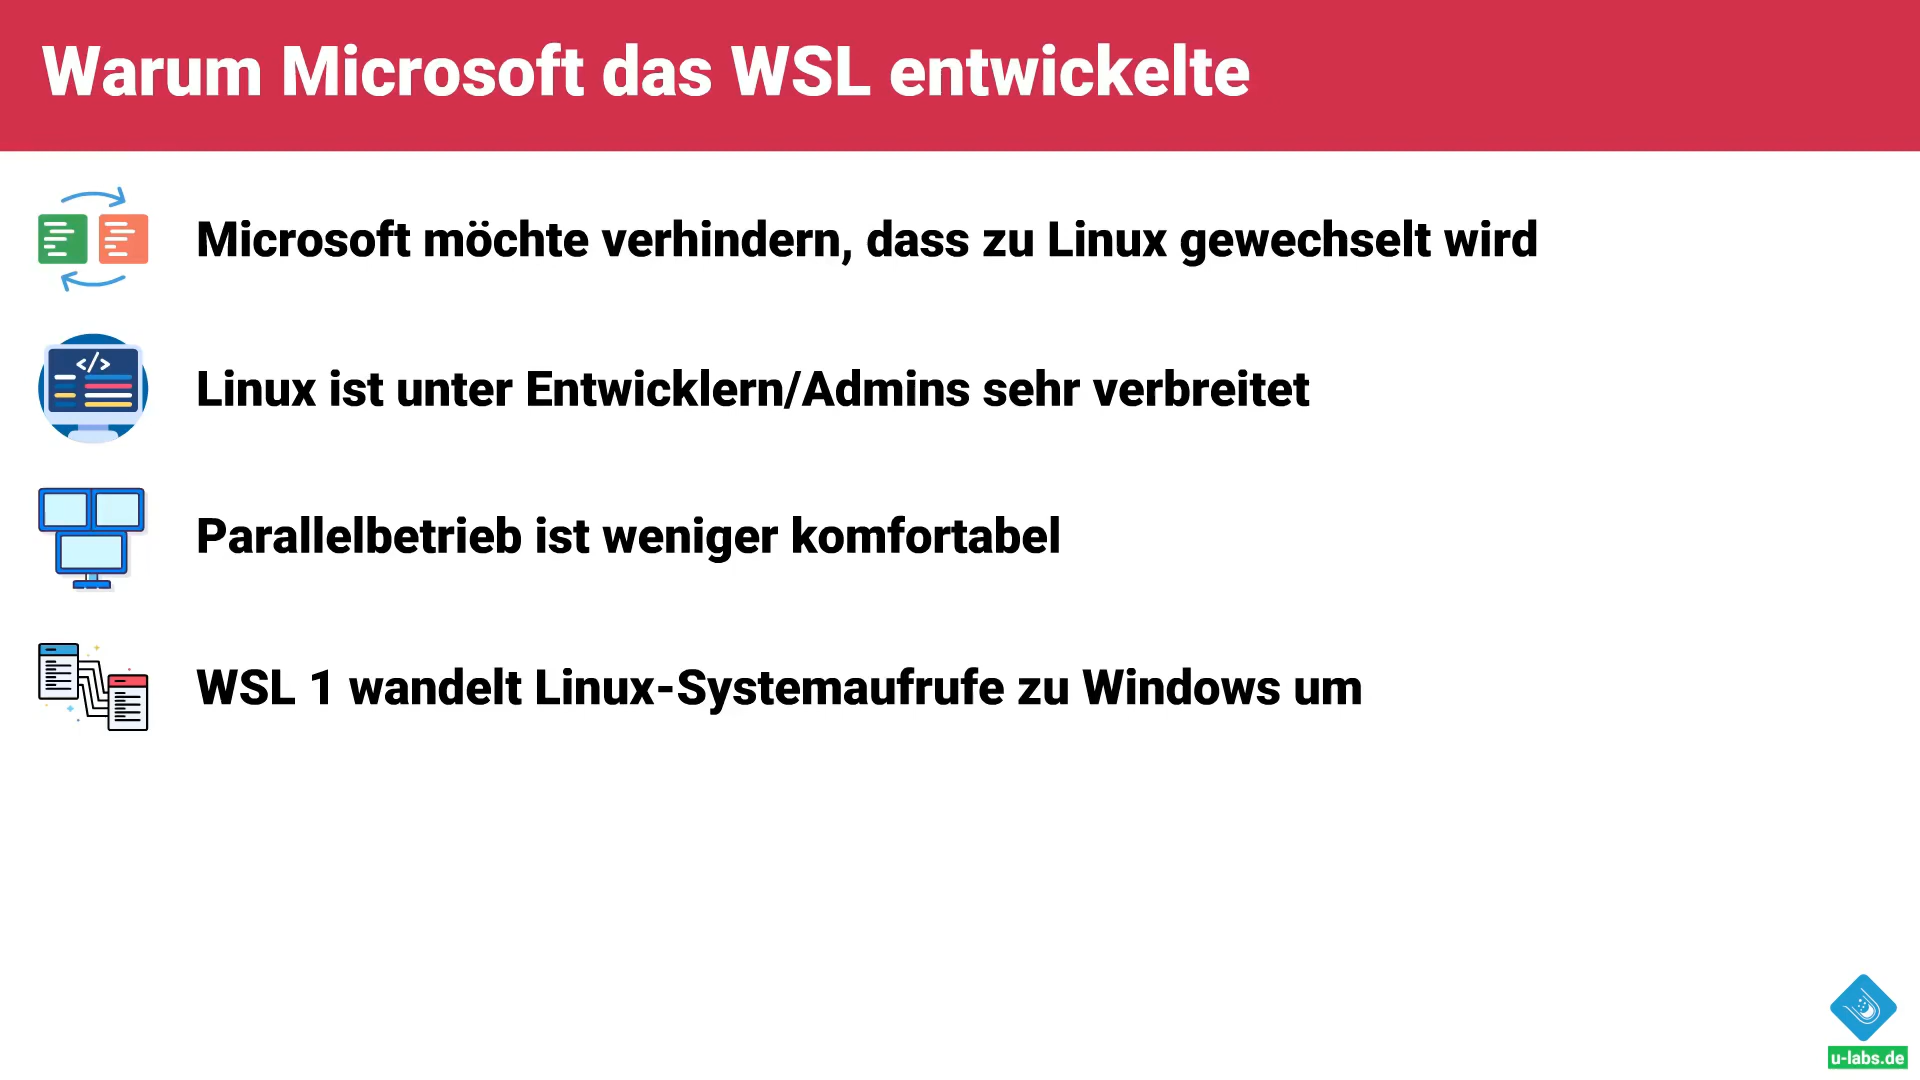 Warum Microsoft das WSL entwickelte
Microsoft möchte verhindern, dass zu Linux gewechselt wird
</>
Linux ist unter Entwicklern/Admins sehr verbreitet
Parallelbetrieb ist weniger komfortabel
WSL 1 wandelt Linux-Systemaufrufe zu Windows um
u-labs.de